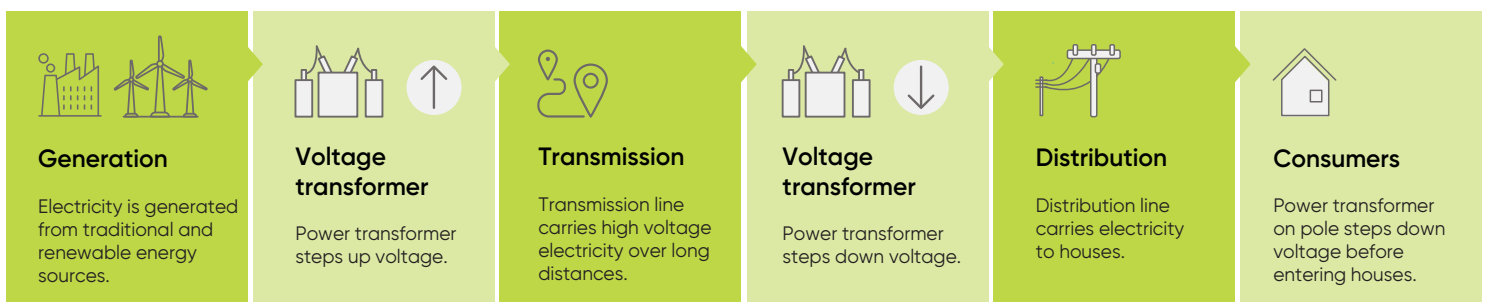 Generation
Electricity is generated
from traditional and
renewable energy
sources.
Voltage
transformer
Power transformer
steps up voltage.
Transmission
Transmission line
carries high voltage
electricity over long
distances.
Voltage
transformer
Power transformer
steps down voltage.
Distribution
Distribution line
carries electricity
to houses.
Consumers
Power transformer
on pole steps down
voltage before
entering houses.